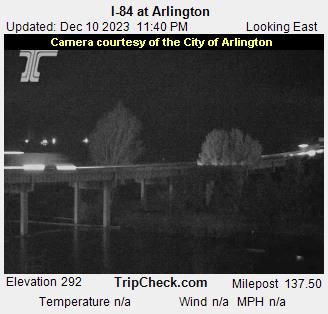 I-84 at Arlington
Updated: Dec 10 2023 11:40 PM Looking East
Camera courtesy of the City of Arlington
Elevation 292 TripCheck.com Milepost 137.50
Temperature n/a Wind n/a MPH n/a